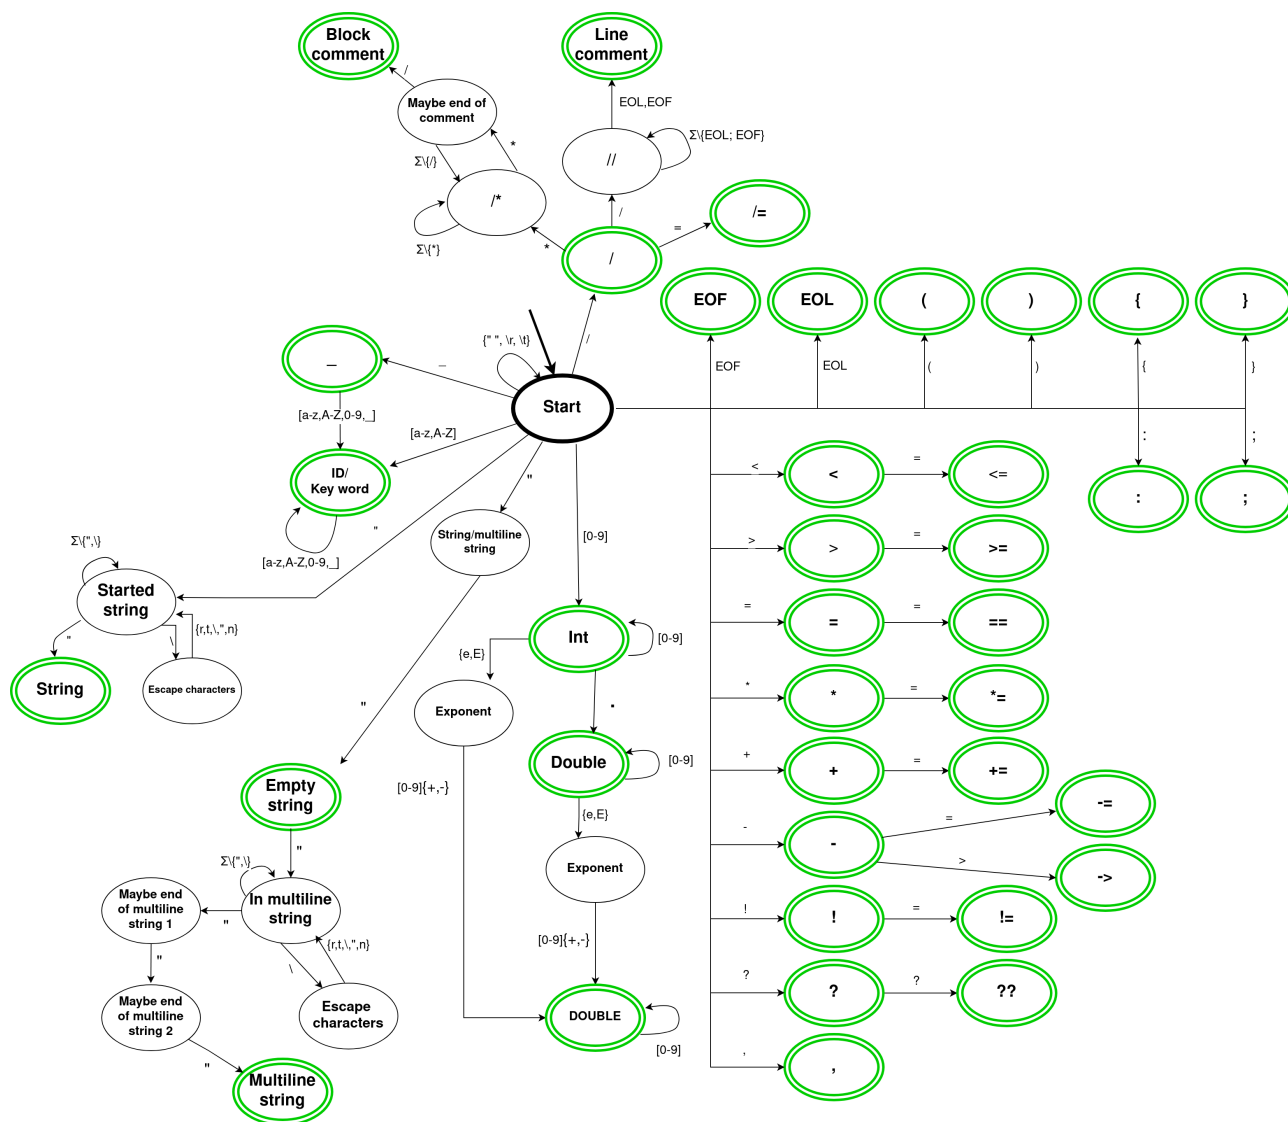 Block
comment
Line
comment
/
Maybe end of
comment
EOL,EOF
Σ\{EOL; EOF}
//
*
Σ\{/}
/*
/
/=
=
Σ\{*}
*
/
EOF
EOL
(
)
{
}
{" ", \r, \t}
/
_
_
EOF
EOL
(
)
{
}
Start
[a-z,A-Z,0-9,_]
[a-z,A-Z]
:
;
ID/
Key word
"
<
<
=
<=
:
;
"
String/multiline
string
[0-9]
>
>
=
>=
Σ\{",\}
[a-z,A-Z,0-9,_]
Started
string
=
=
=
==
{r,t,\,",n}
"
\
Int
[0-9]
{e,E}
String
Escape characters
*
*
=
*=
"
Exponent
.
Double
[0-9]
+
+
=
+=
[0-9]{+,-}
Empty
string
{e,E}
-
-
=
-=
>
->
"
Σ\{",\}
Exponent
Maybe end
of multiline
string 1
"
In multiline
string
!
!
=
!=
{r,t,\,",n}
[0-9]{+,-}
"
\
?
?
?
??
Maybe end
of multiline
string 2
Escape
characters
DOUBLE
[0-9]
"
,
,
Multiline
string